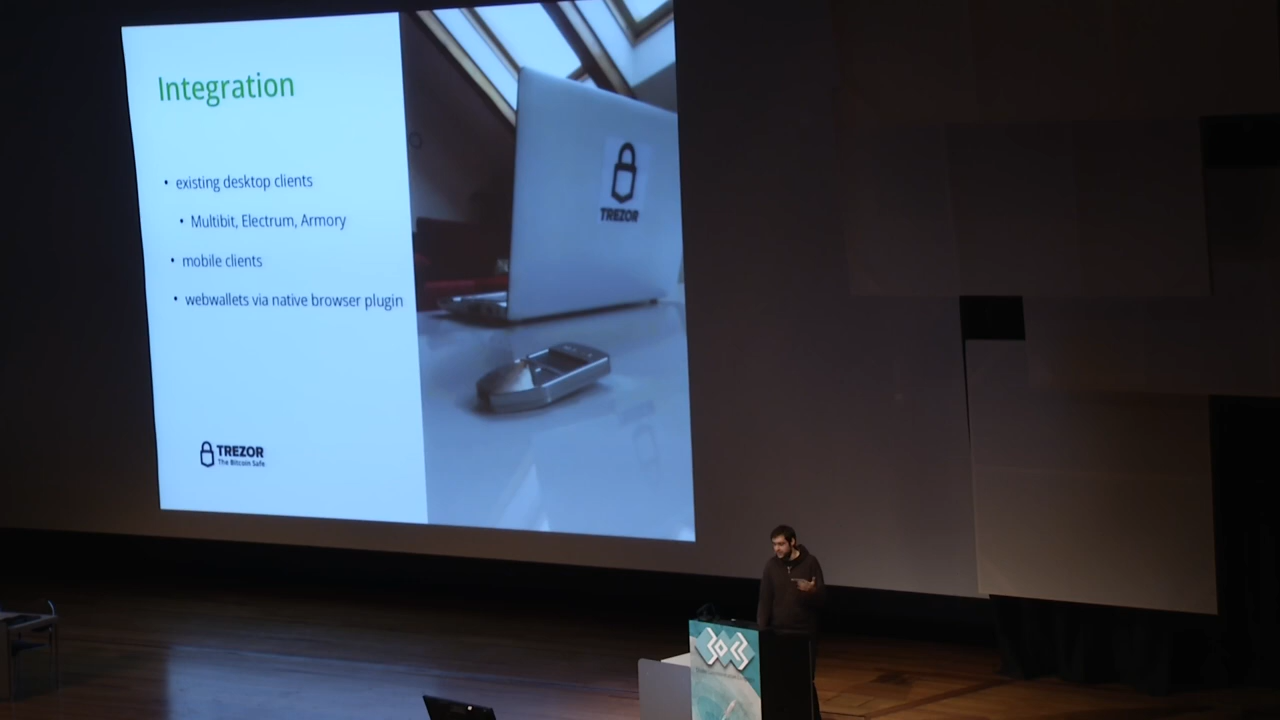 Integration
• existing desktop clients
• Multibit, Electrum, Armory
• mobile clients
• webwallets via native browser plugin
TREZOR
TREZOR
The Bitcoin Safe
30C3